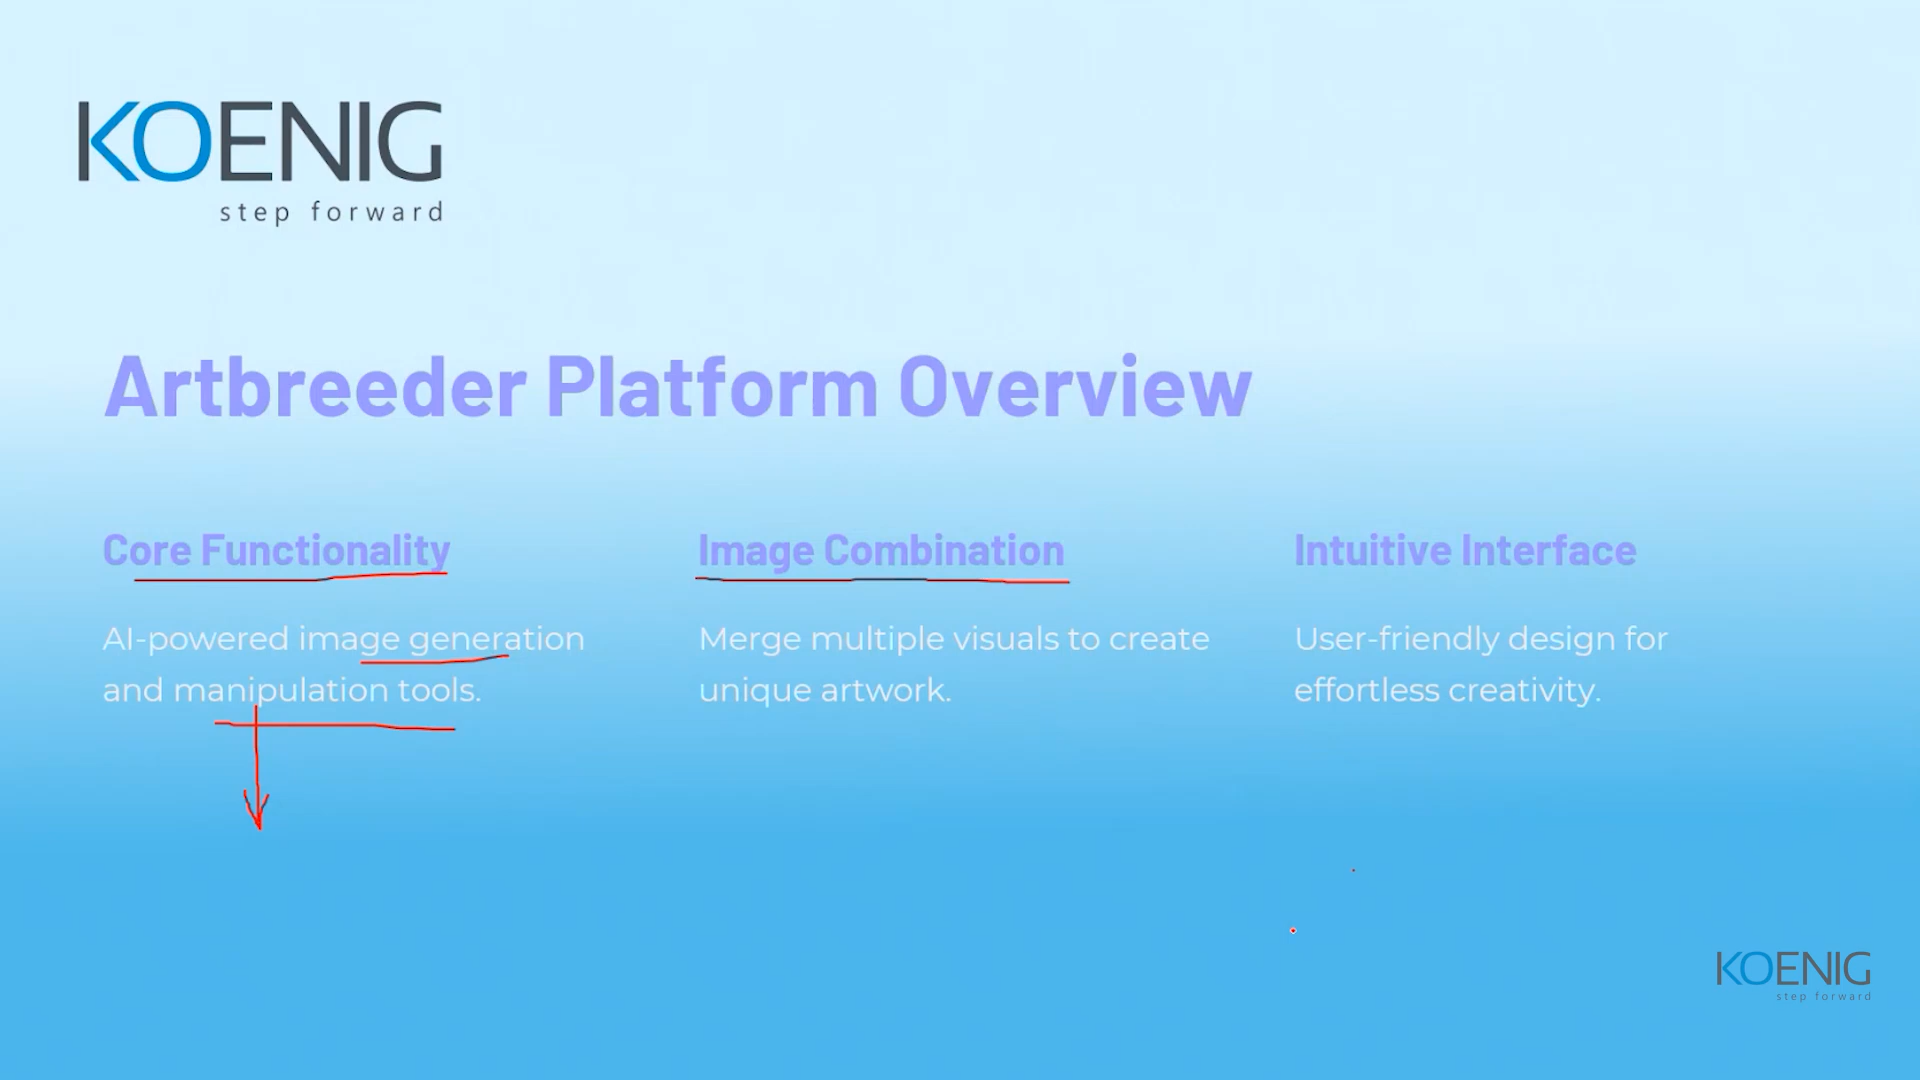 KOENIG
step forward
Artbreeder Platform Overview
Core Functionality
AI-powered image generation
and manipulation tools.
Image Combination
Merge multiple visuals to create
unique artwork.
Intuitive Interface
User-friendly design for
effortless creativity.
KOENIG
step forward